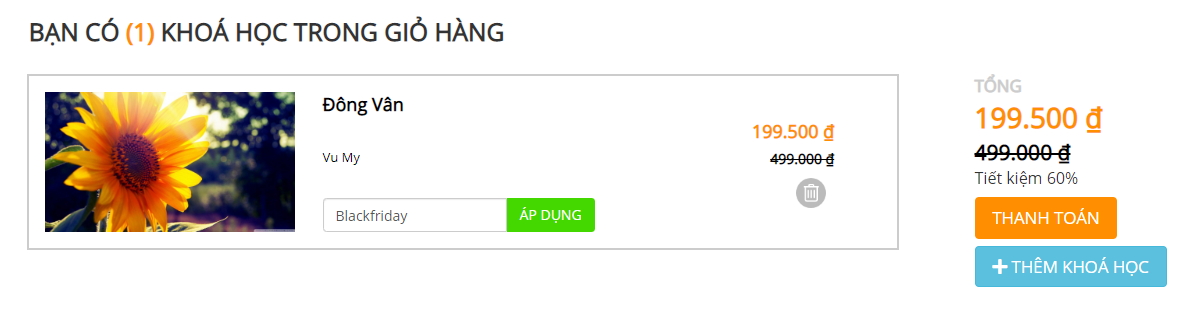 BẠN CÓ (1) KHOÁ HỌC TRONG GIỎ HÀNG
Đông Vân
199.500 ₫
Vu My
499.000 ₫
Blackfriday
ÁP DỤNG
TỔNG
199.500 ₫
499.000 ₫
Tiết kiệm 60%
THANH TOÁN
THÊM KHOÁ HỌC